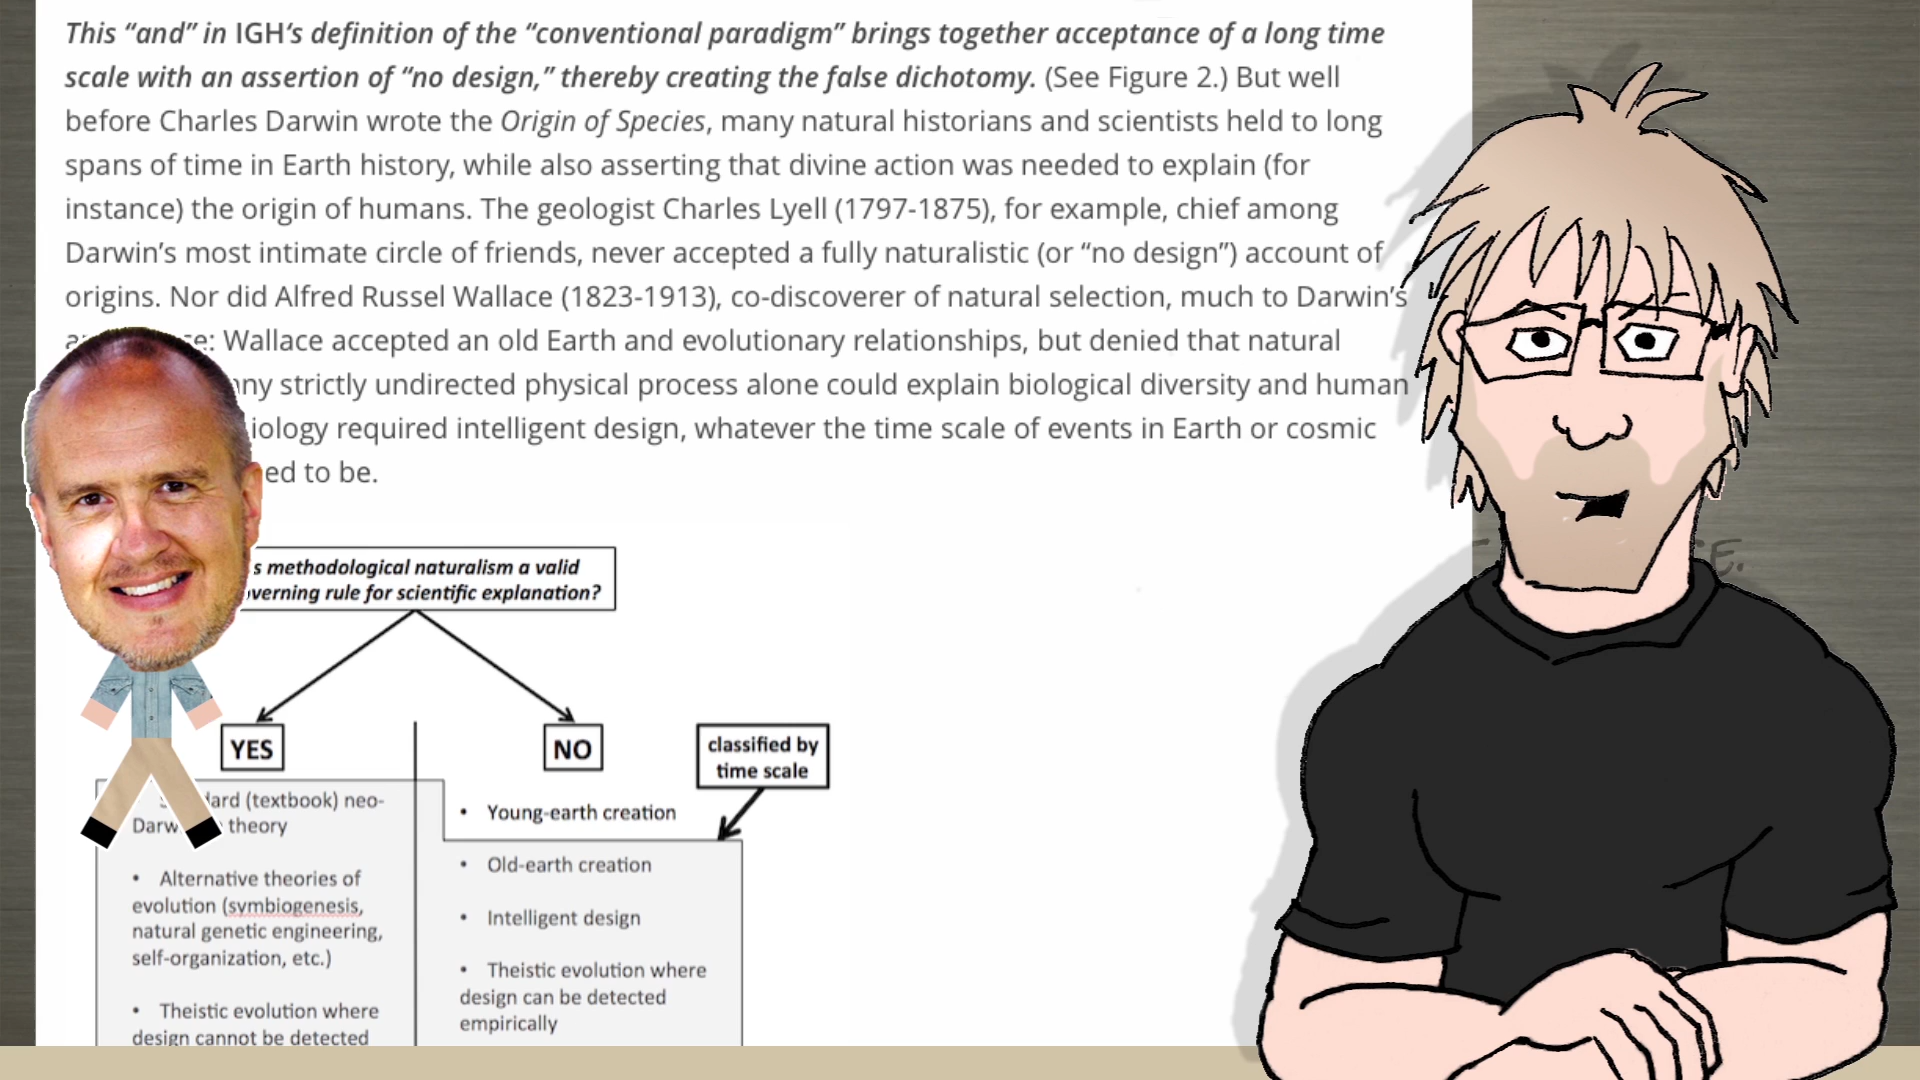 This “and” in IGH‘s definition of the “conventional paradigm” brings together acceptance of a long time
scale with an assertion of “no design,” thereby creating the false dichotomy. (See Figure 2.) But well
before Charles Darwin wrote the Origin of Species, many natural historians and scientists held to long
spans of time in Earth history, while also asserting that divine action was needed to explain (for
instance) the origin of humans. The geologist Charles Lyell (1797-1875), for example, chief among
Darwin’s most intimate circle of friends, never accepted a fully naturalistic (or “no design”) account of
origins. Nor did Alfred Russel Wallace (1823-1913), co-discoverer of natural selection, much to Darwin’s
Wallace accepted an old Earth and evolutionary relationships, but denied that natural
strictly undirected physical process alone could explain biological diversity and human
required intelligent design, whatever the time scale of events in Earth or cosmic
to be.
methodological naturalism a valid
rule for scientific explanation?
YES
NO
classified by
time scale
(textbook) neo-
theory
• Alternative theories of
evolution (symbiogenesis,
natural genetic engineering,
self-organization, etc.)
• Theistic evolution where
design cannot be detected
• Young-earth creation
• Old-earth creation
• Intelligent design
• Theistic evolution where
design can be detected
empirically